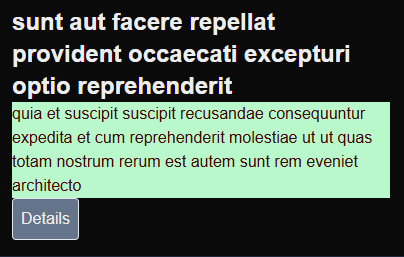 sunt aut facere repellat
provident occaecati excepturi
optio reprehenderit
quia et suscipit suscipit recusandae consequuntur
expedita et cum reprehenderit molestiae ut ut quas
totam nostrum rerum est autem sunt rem eveniet
architecto
Details